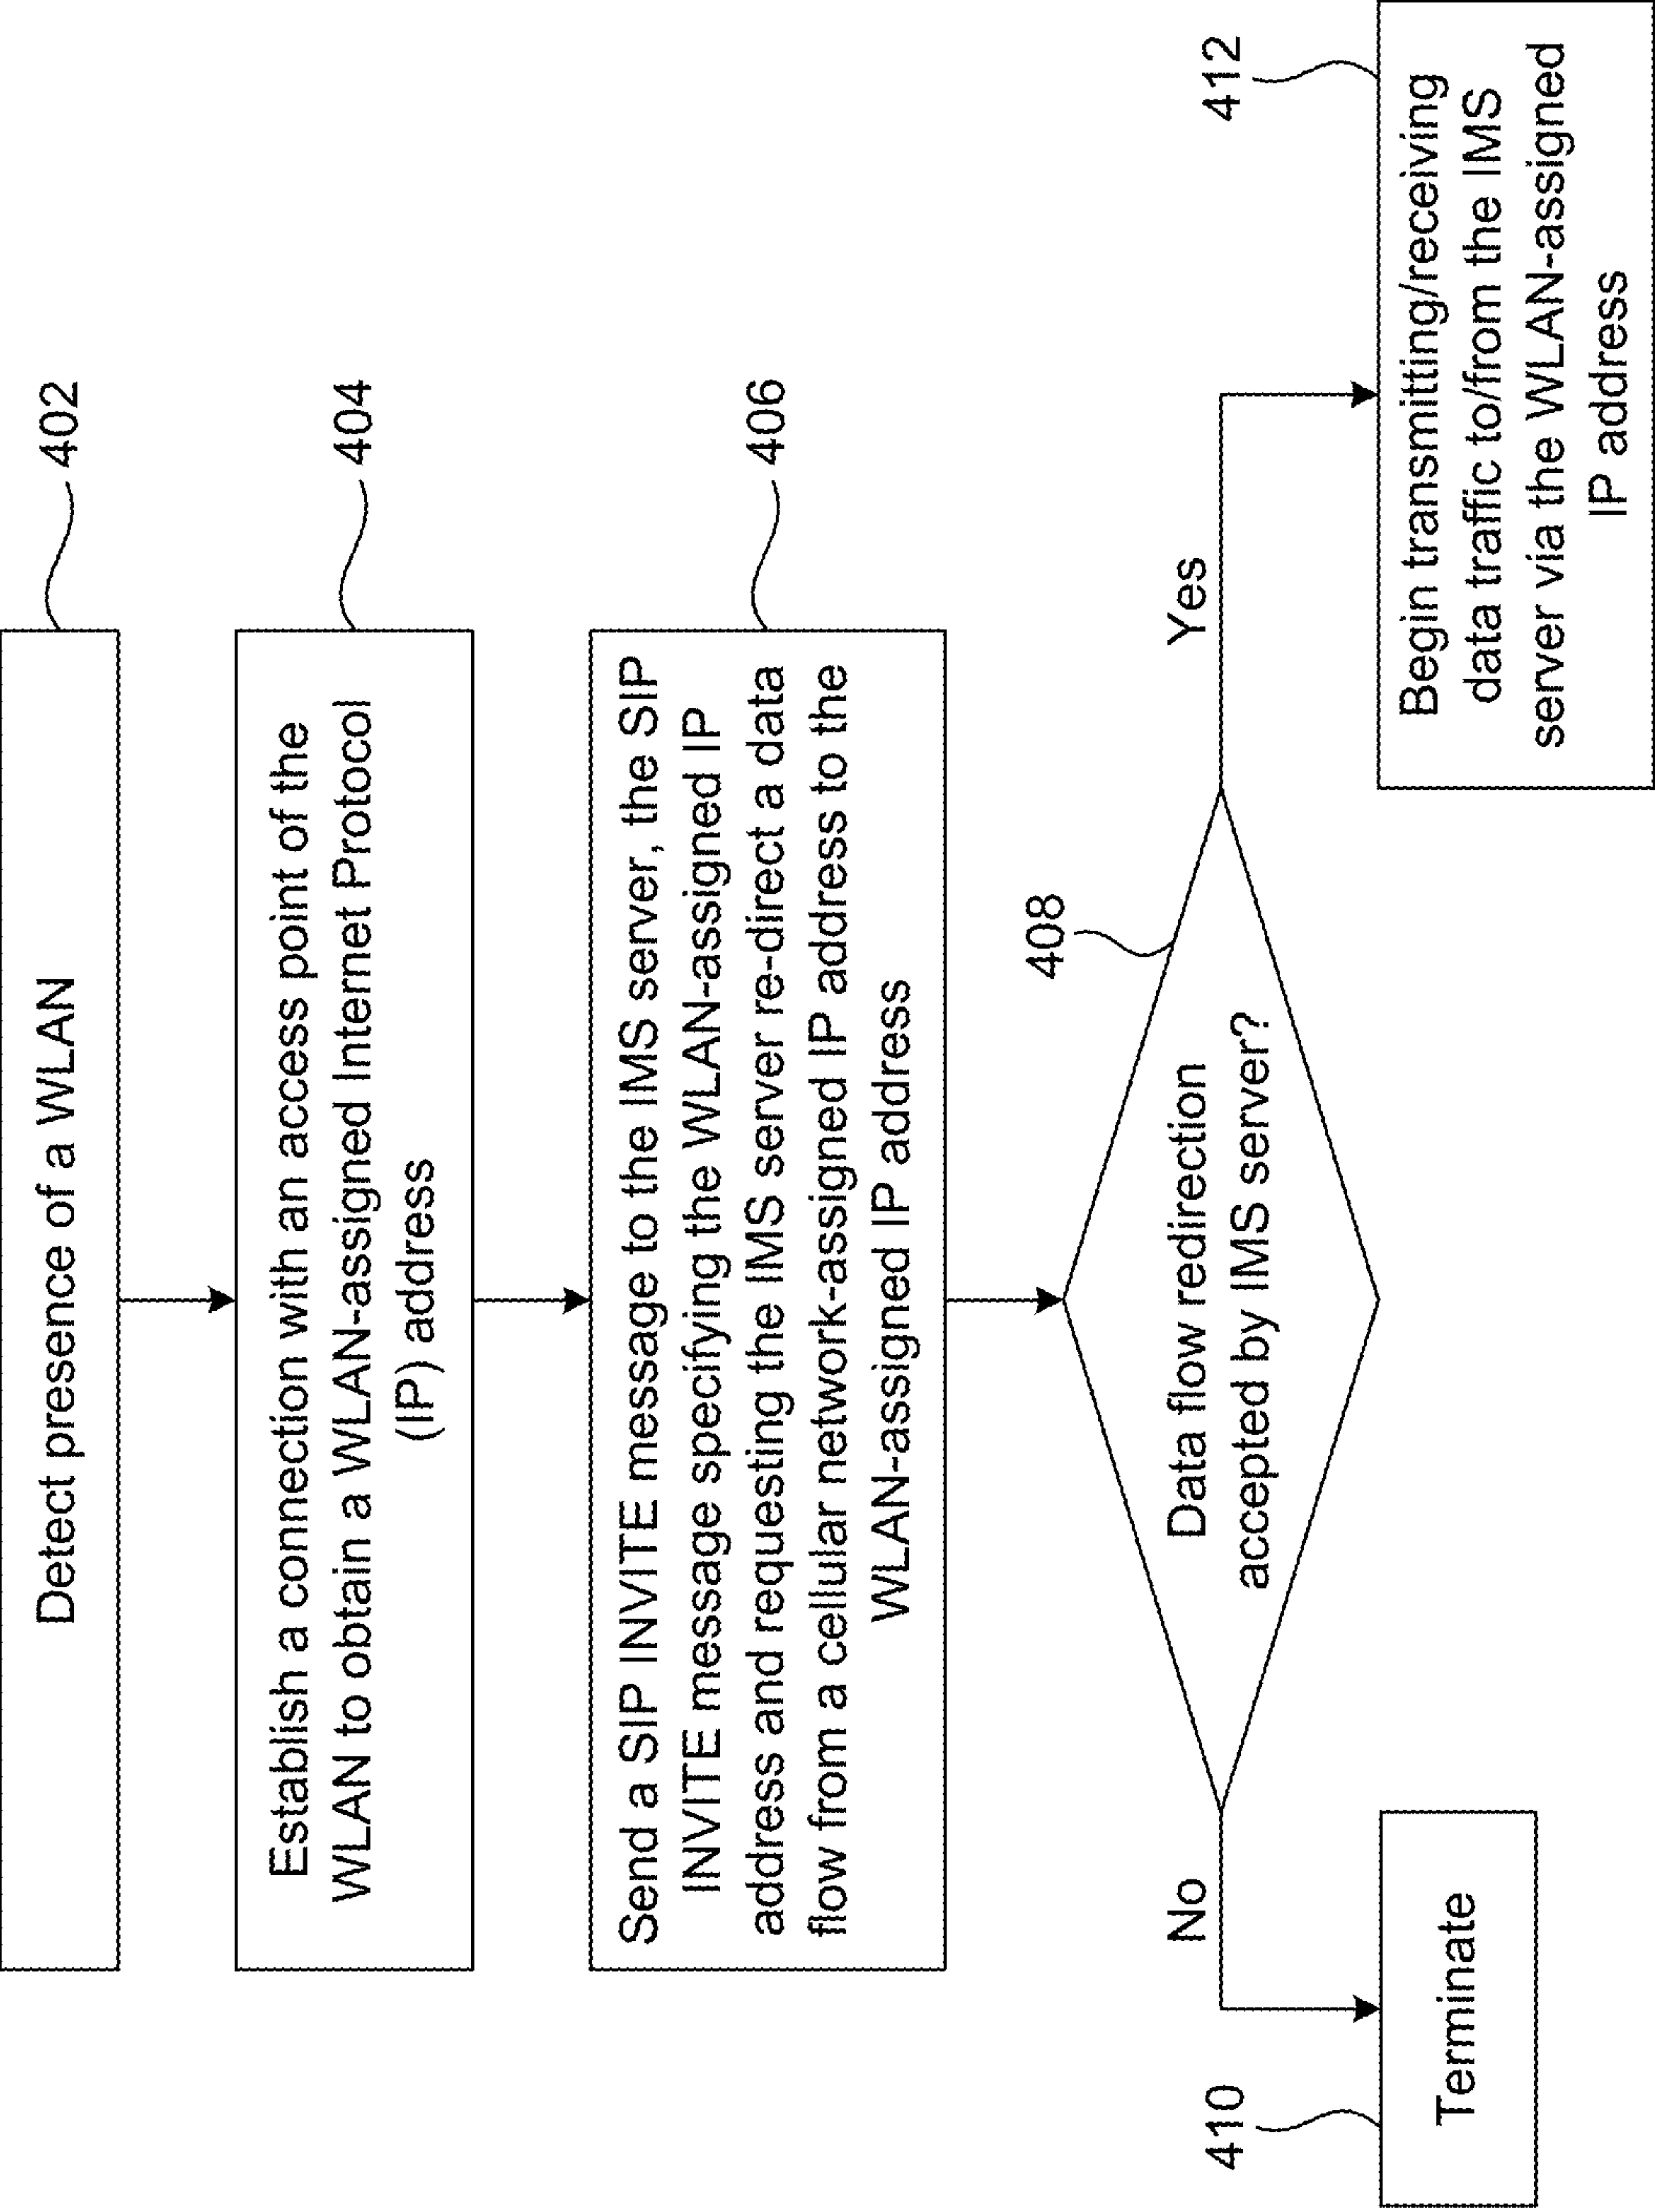 Detect presence of a WLAN
402
Establish a connection with an access point of the
WLAN to obtain a WLAN-assigned Internet Protocol
(IP) address
404
Send a SIP INVITE message to the IMS server, the SIP
INVITE message specifying the WLAN-assigned IP
address and requesting the IMS server re-direct a data
flow from a cellular network-assigned IP address to the
WLAN-assigned IP address
406
408
Data flow redirection
accepted by IMS server?
No
Yes
410
Terminate
412
Begin transmitting/receiving
data traffic to/from the IMS
server via the WLAN-assigned
IP address